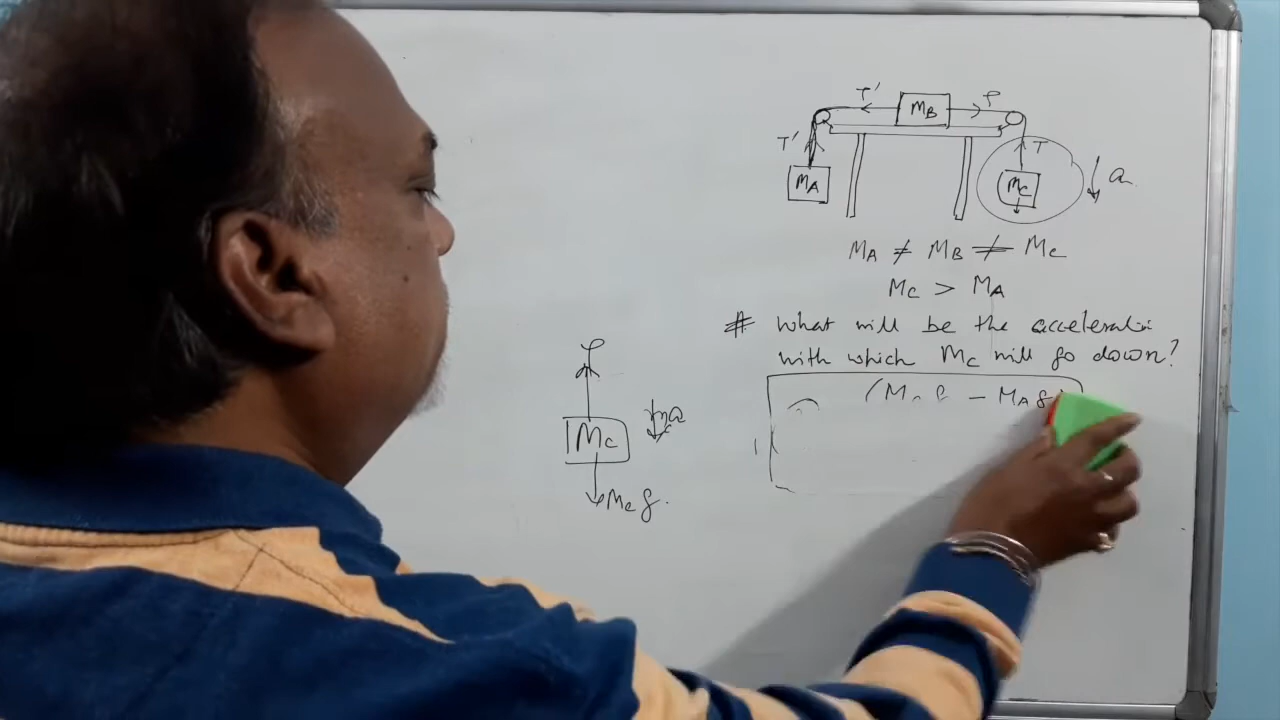 T' MB T
T' MA T MC a
MA ≠ MB ≠ MC
MC > MA
# What will be the acceleration
with which MC will go down?
(MC g - MA g)
T
MC a
MC g.